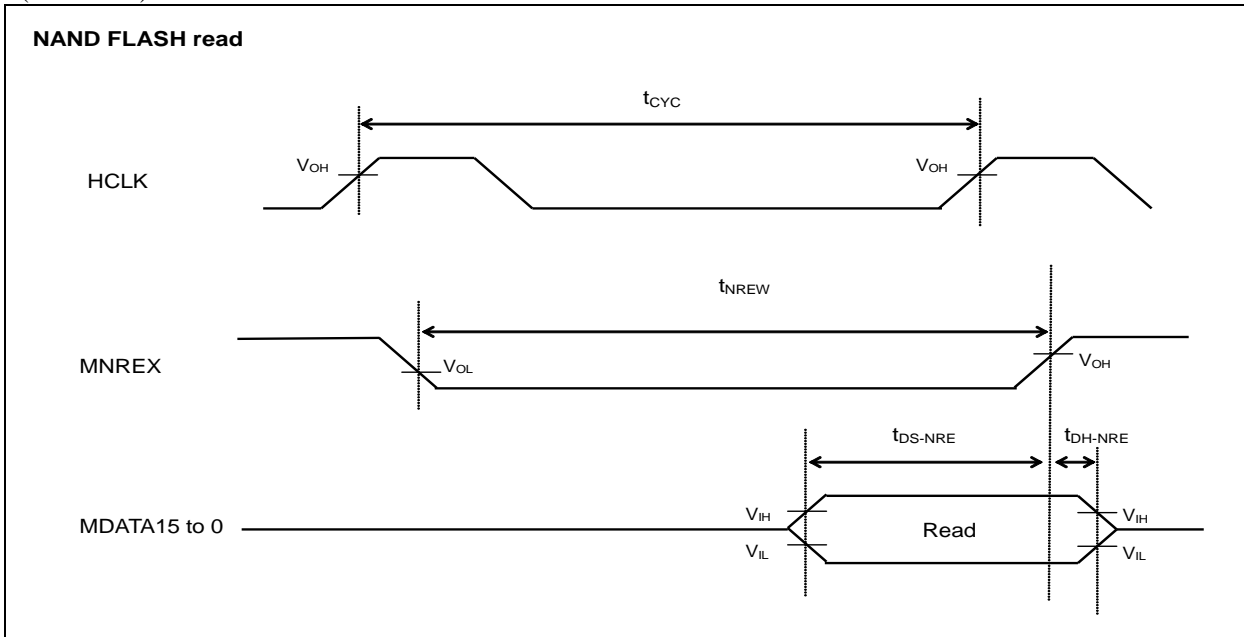 NAND FLASH read
tCYC
VOH VOH
HCLK
tNREW
MNREX VOL VOH
tDS-NRE tDH-NRE
VIH VIH
MDATA15 to 0 Read
VIL VIL